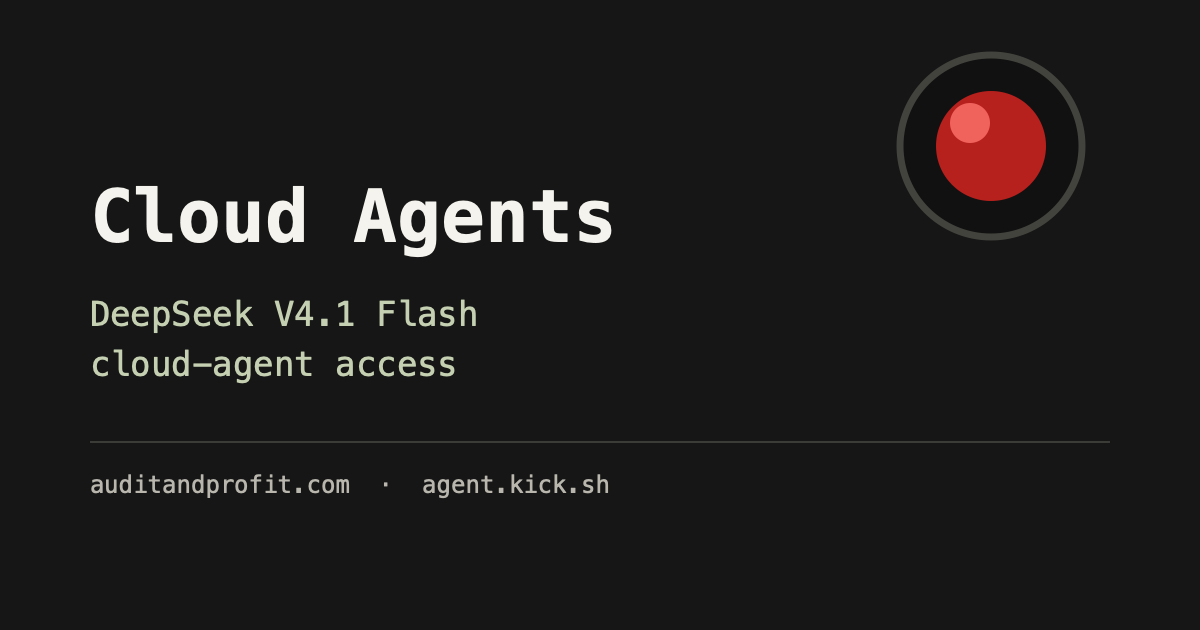 Cloud Agents
DeepSeek V4.1 Flash
cloud–agent access
auditandprofit.com · agent.kick.sh